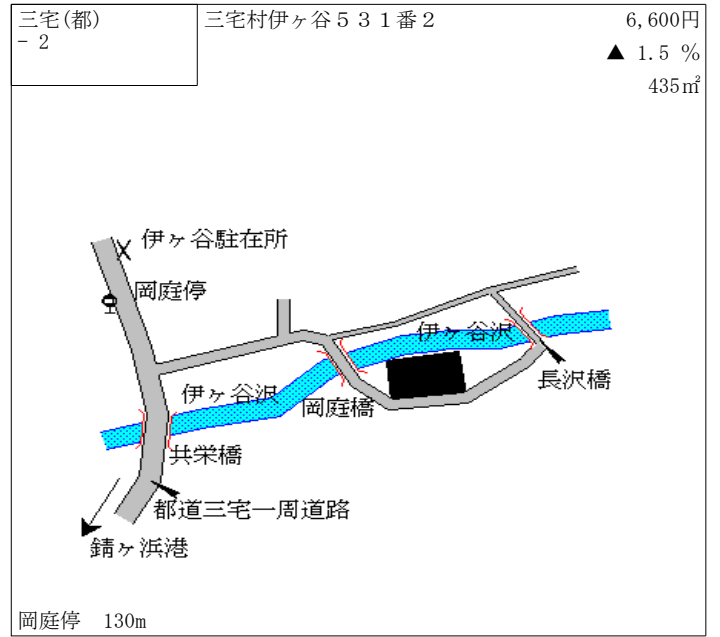 三宅(都)
- 2
三宅村伊ヶ谷５３１番２
6,600円
▲ 1.5 %
435㎡
伊ヶ谷駐在所
岡庭停
伊ヶ谷沢
長沢橋
伊ヶ谷沢
岡庭橋
共栄橋
都道三宅一周道路
錆ヶ浜港
岡庭停　130m